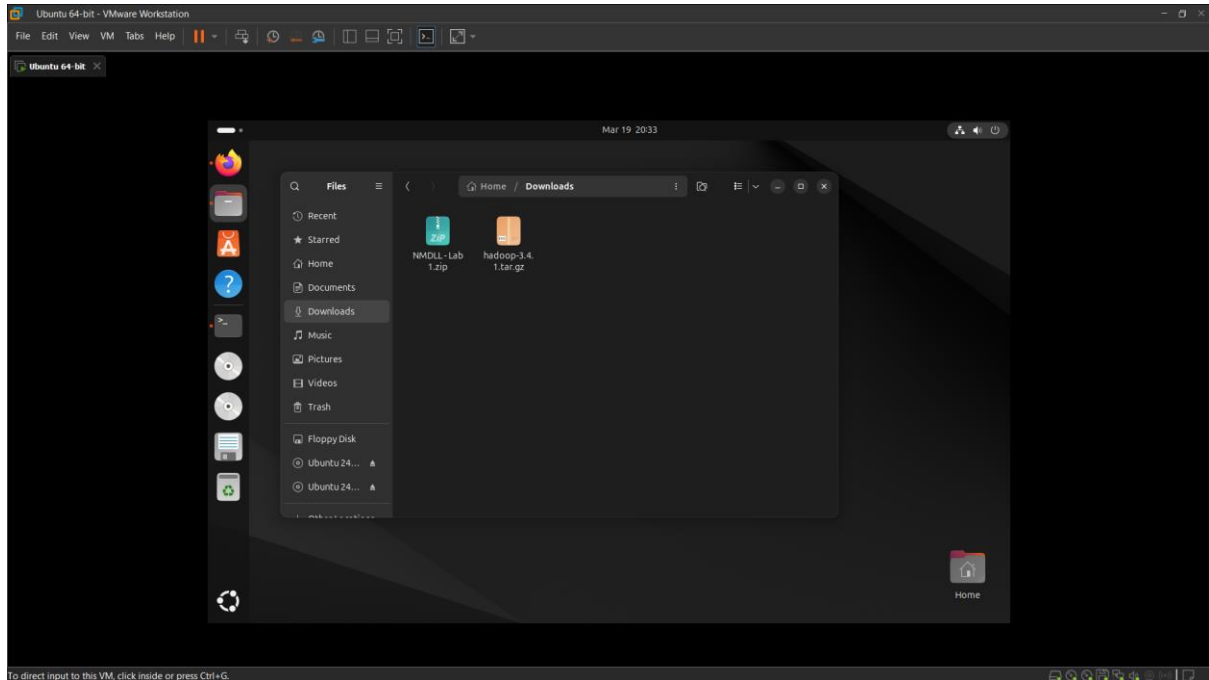 Ubuntu 64-bit - VMware Workstation
File Edit View VM Tabs Help
Ubuntu 64-bit
Mar 19 20:33
Files
Home / Downloads
Recent
Starred
Home
Documents
Downloads
Music
Pictures
Videos
Trash
Floppy Disk
Ubuntu 24...
Ubuntu 24...
ZIP
NMDLL - Lab
1.zip
hadoop-3.4.
1.tar.gz
Home
To direct input to this VM, click inside or press Ctrl+G.